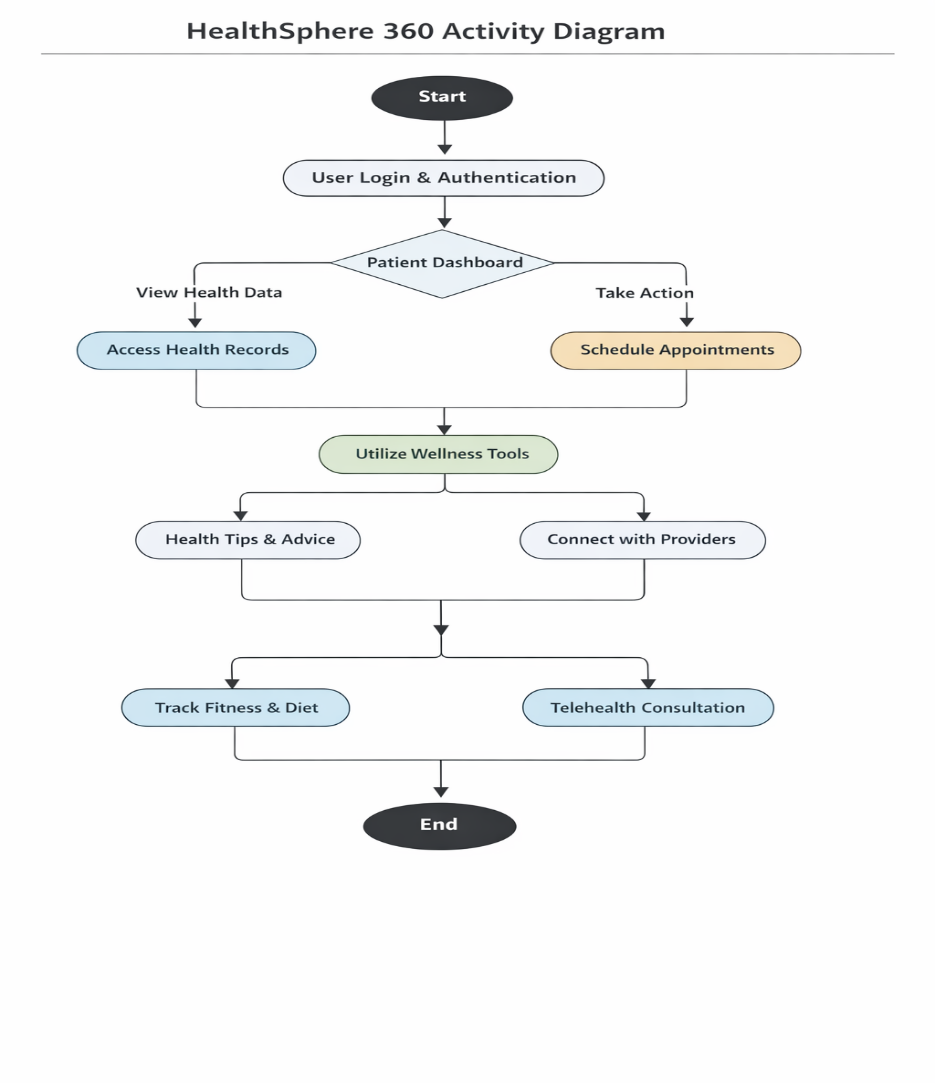 HealthSphere 360 Activity Diagram
Start
User Login & Authentication
Patient Dashboard
View Health Data
Take Action
Access Health Records
Schedule Appointments
Utilize Wellness Tools
Health Tips & Advice
Connect with Providers
Track Fitness & Diet
Telehealth Consultation
End